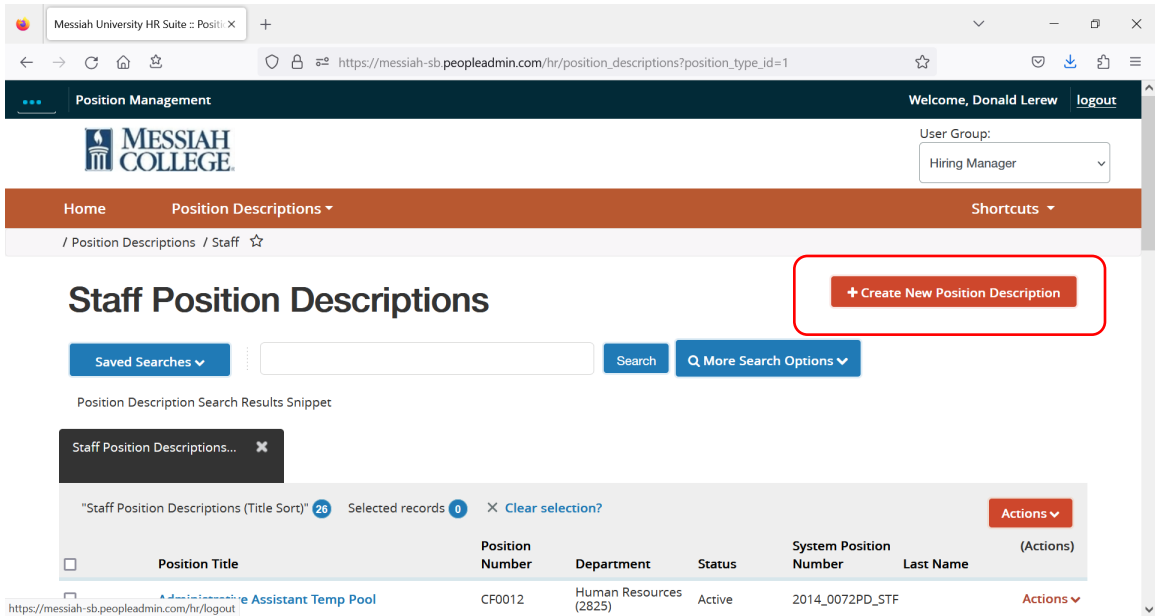 Messiah University HR Suite :: Positi
https://messiah-sb.peopleadmin.com/hr/position_descriptions?position_type_id=1
Position Management
Welcome, Donald Lerew
logout
MESSIAH
COLLEGE
User Group:
Hiring Manager
Home
Position Descriptions
Shortcuts
/ Position Descriptions / Staff
Staff Position Descriptions
+ Create New Position Description
Saved Searches
Search
More Search Options
Position Description Search Results Snippet
Staff Position Descriptions...
"Staff Position Descriptions (Title Sort)" 26 Selected records 0 Clear selection?
Actions
Position Title
Position Number
Department
Status
System Position Number
Last Name
(Actions)
Administrative Assistant Temp Pool
CF0012
Human Resources (2825)
Active
2014_0072PD_STF
Actions
https://messiah-sb.peopleadmin.com/hr/logout